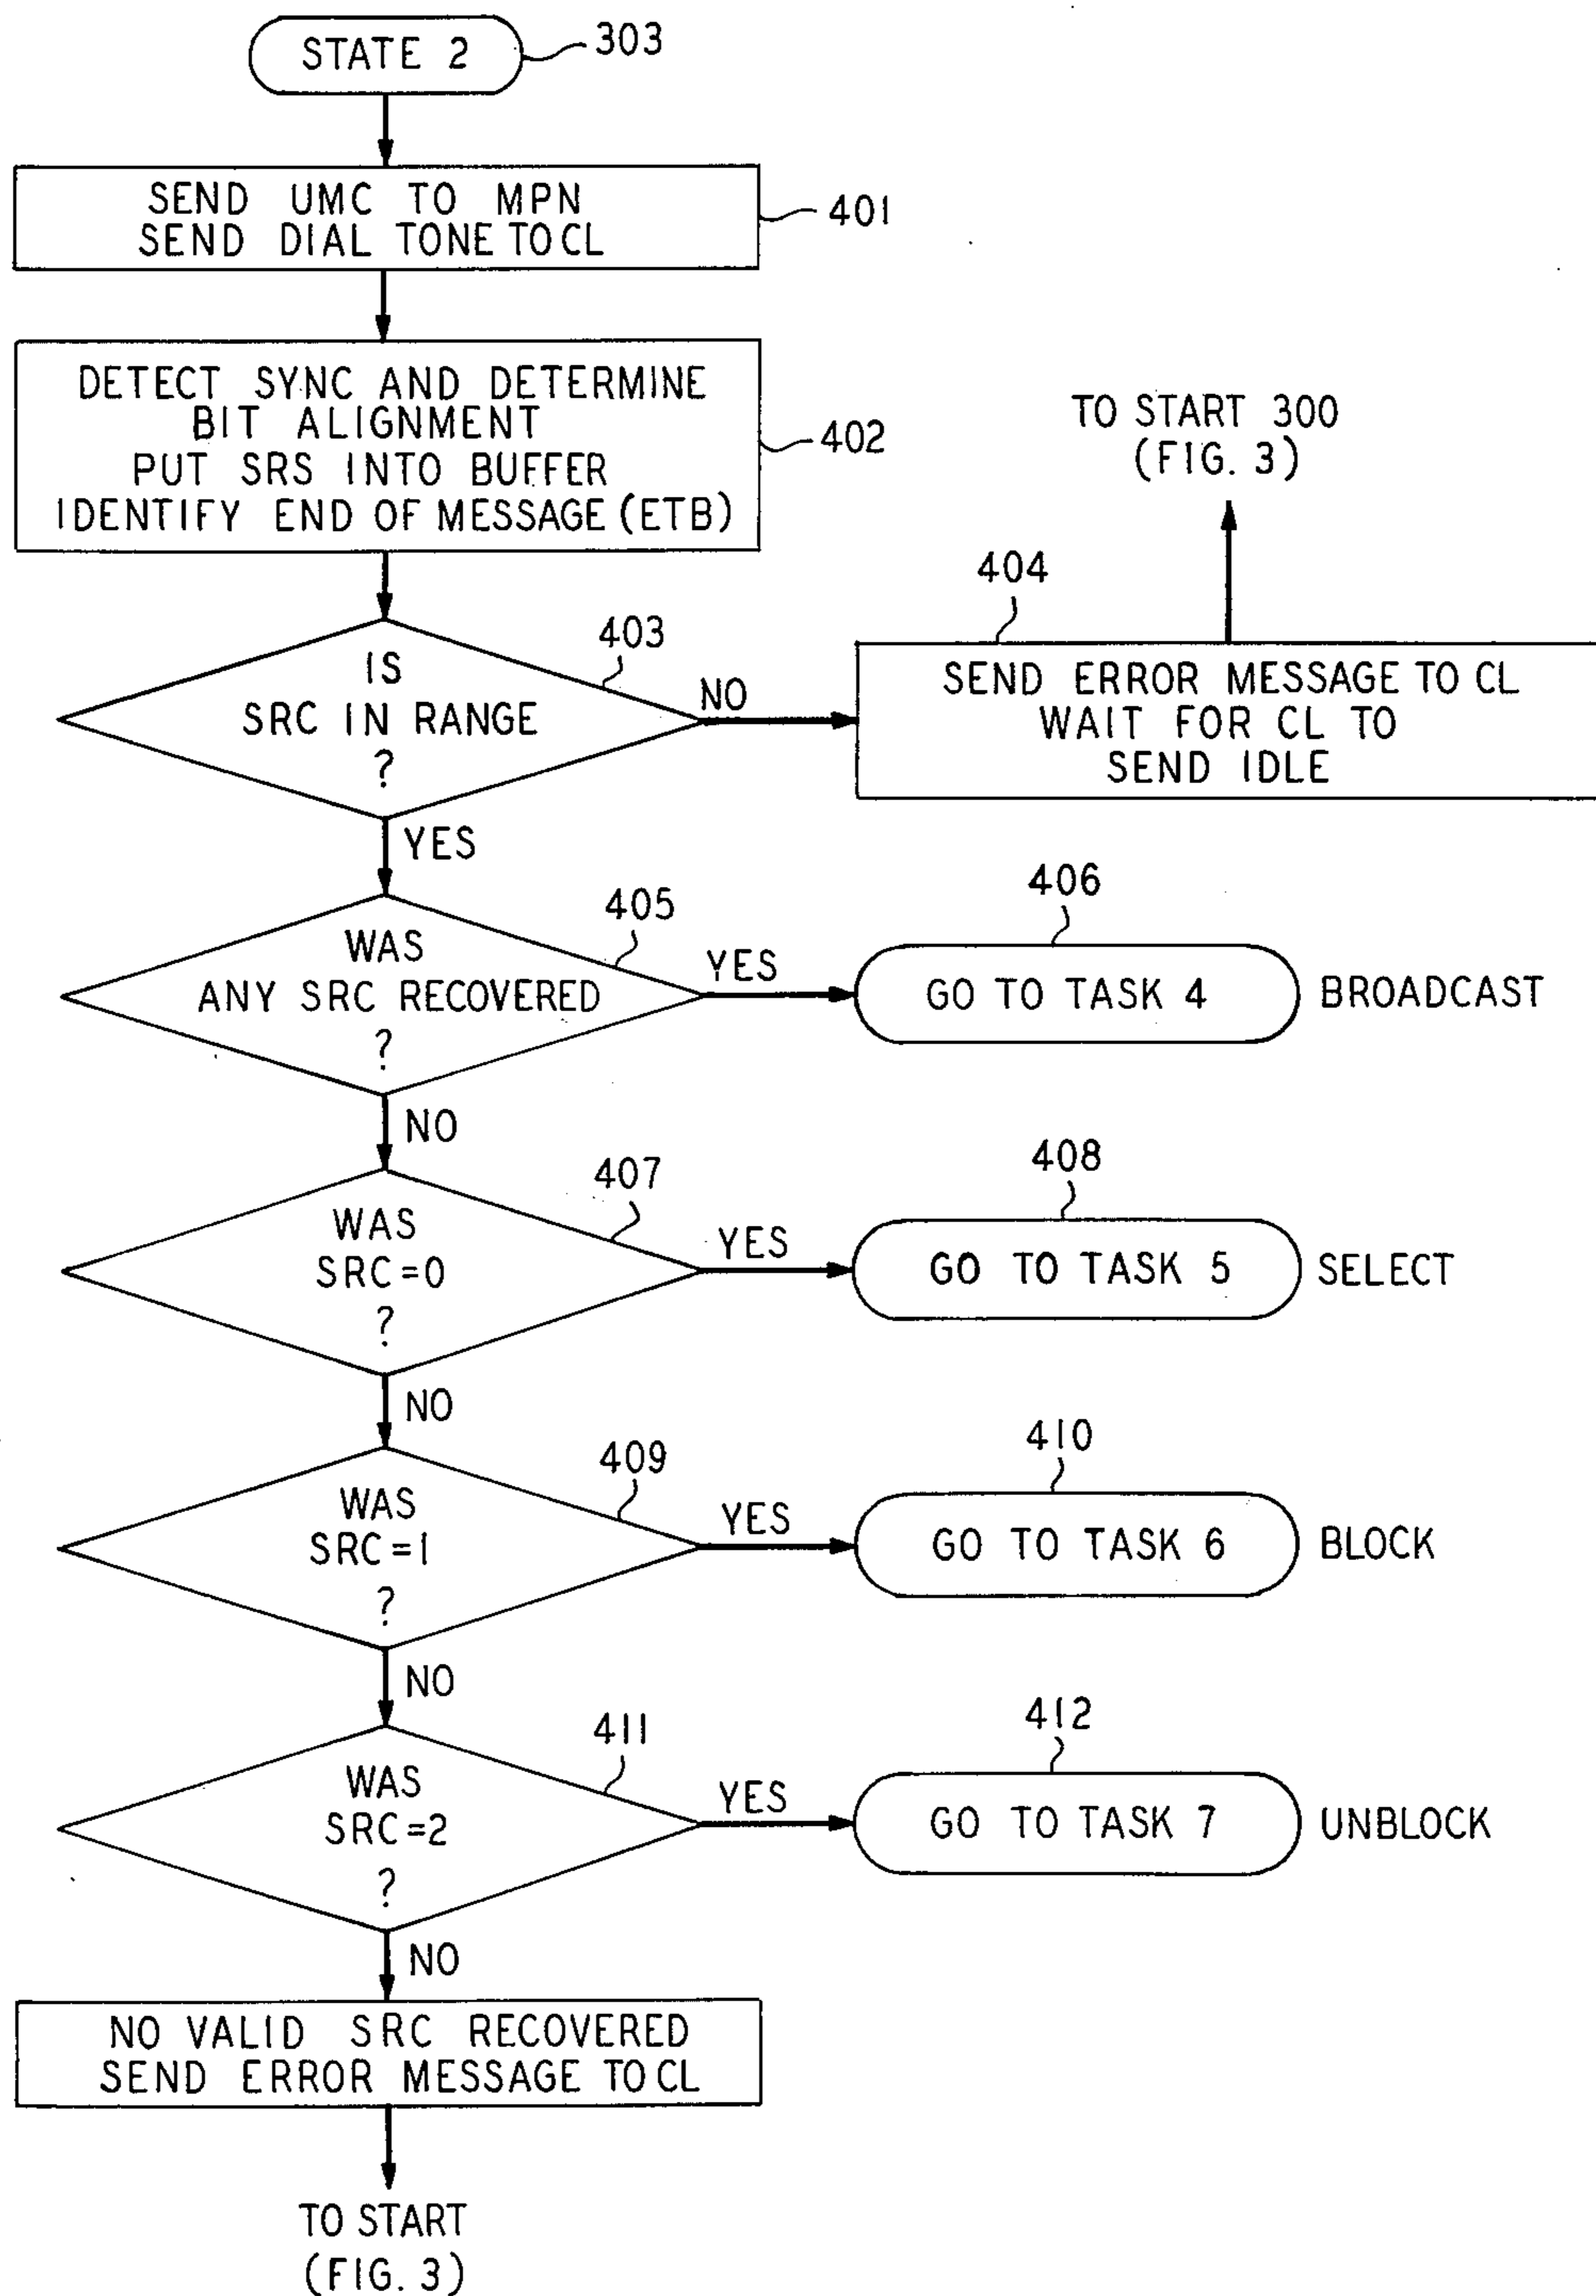 STATE 2
303
SEND UMC TO MPN
SEND DIAL TONE TO CL
401
DETECT SYNC AND DETERMINE
BIT ALIGNMENT
PUT SRS INTO BUFFER
IDENTIFY END OF MESSAGE (ETB)
402
TO START 300
(FIG. 3)
IS
SRC IN RANGE
?
403
NO
404
SEND ERROR MESSAGE TO CL
WAIT FOR CL TO
SEND IDLE
YES
WAS
ANY SRC RECOVERED
?
405
YES
406
GO TO TASK 4
BROADCAST
NO
WAS
SRC=0
?
407
YES
408
GO TO TASK 5
SELECT
NO
WAS
SRC=1
?
409
YES
410
GO TO TASK 6
BLOCK
NO
WAS
SRC=2
?
411
YES
412
GO TO TASK 7
UNBLOCK
NO
NO VALID SRC RECOVERED
SEND ERROR MESSAGE TO CL
TO START
(FIG. 3)